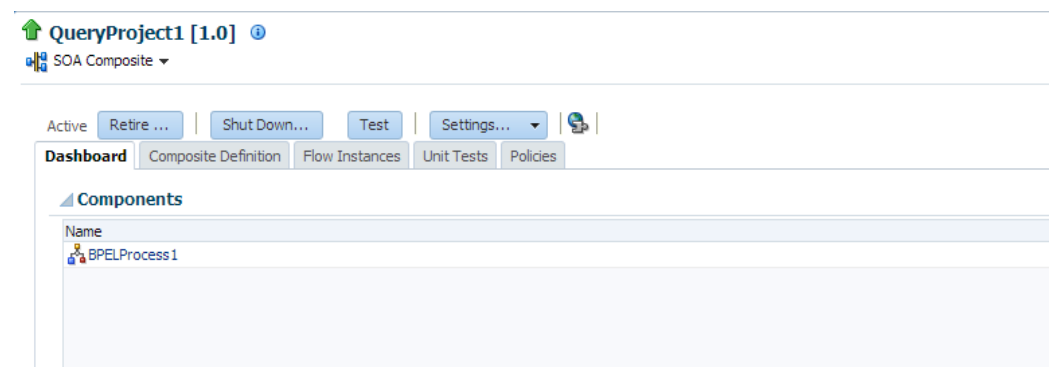 QueryProject1 [1.0]
SOA Composite
Active Retire ... Shut Down... Test Settings...
Dashboard Composite Definition Flow Instances Unit Tests Policies
Components
Name
BPELProcess1